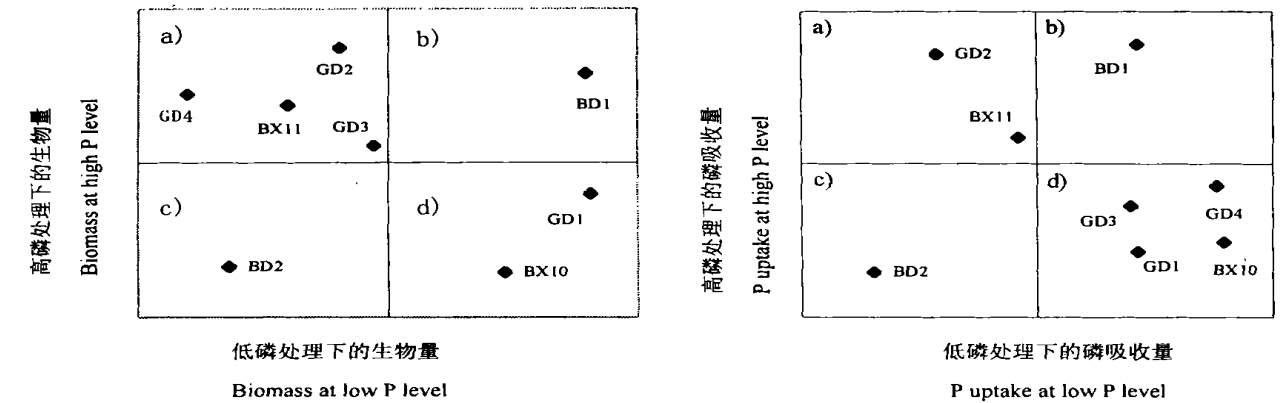 高磷处理下的生物量
Biomass at high P level
a)
b)
GD2
BD1
GD4
BX11
GD3
c)
d)
GD1
BD2
BX10
低磷处理下的生物量
Biomass at low P level
高磷处理下的磷吸收量
P uptake at high P level
a)
b)
GD2
BD1
BX11
c)
d)
GD3
GD4
BD2
GD1
BX10
低磷处理下的磷吸收量
P uptake at low P level